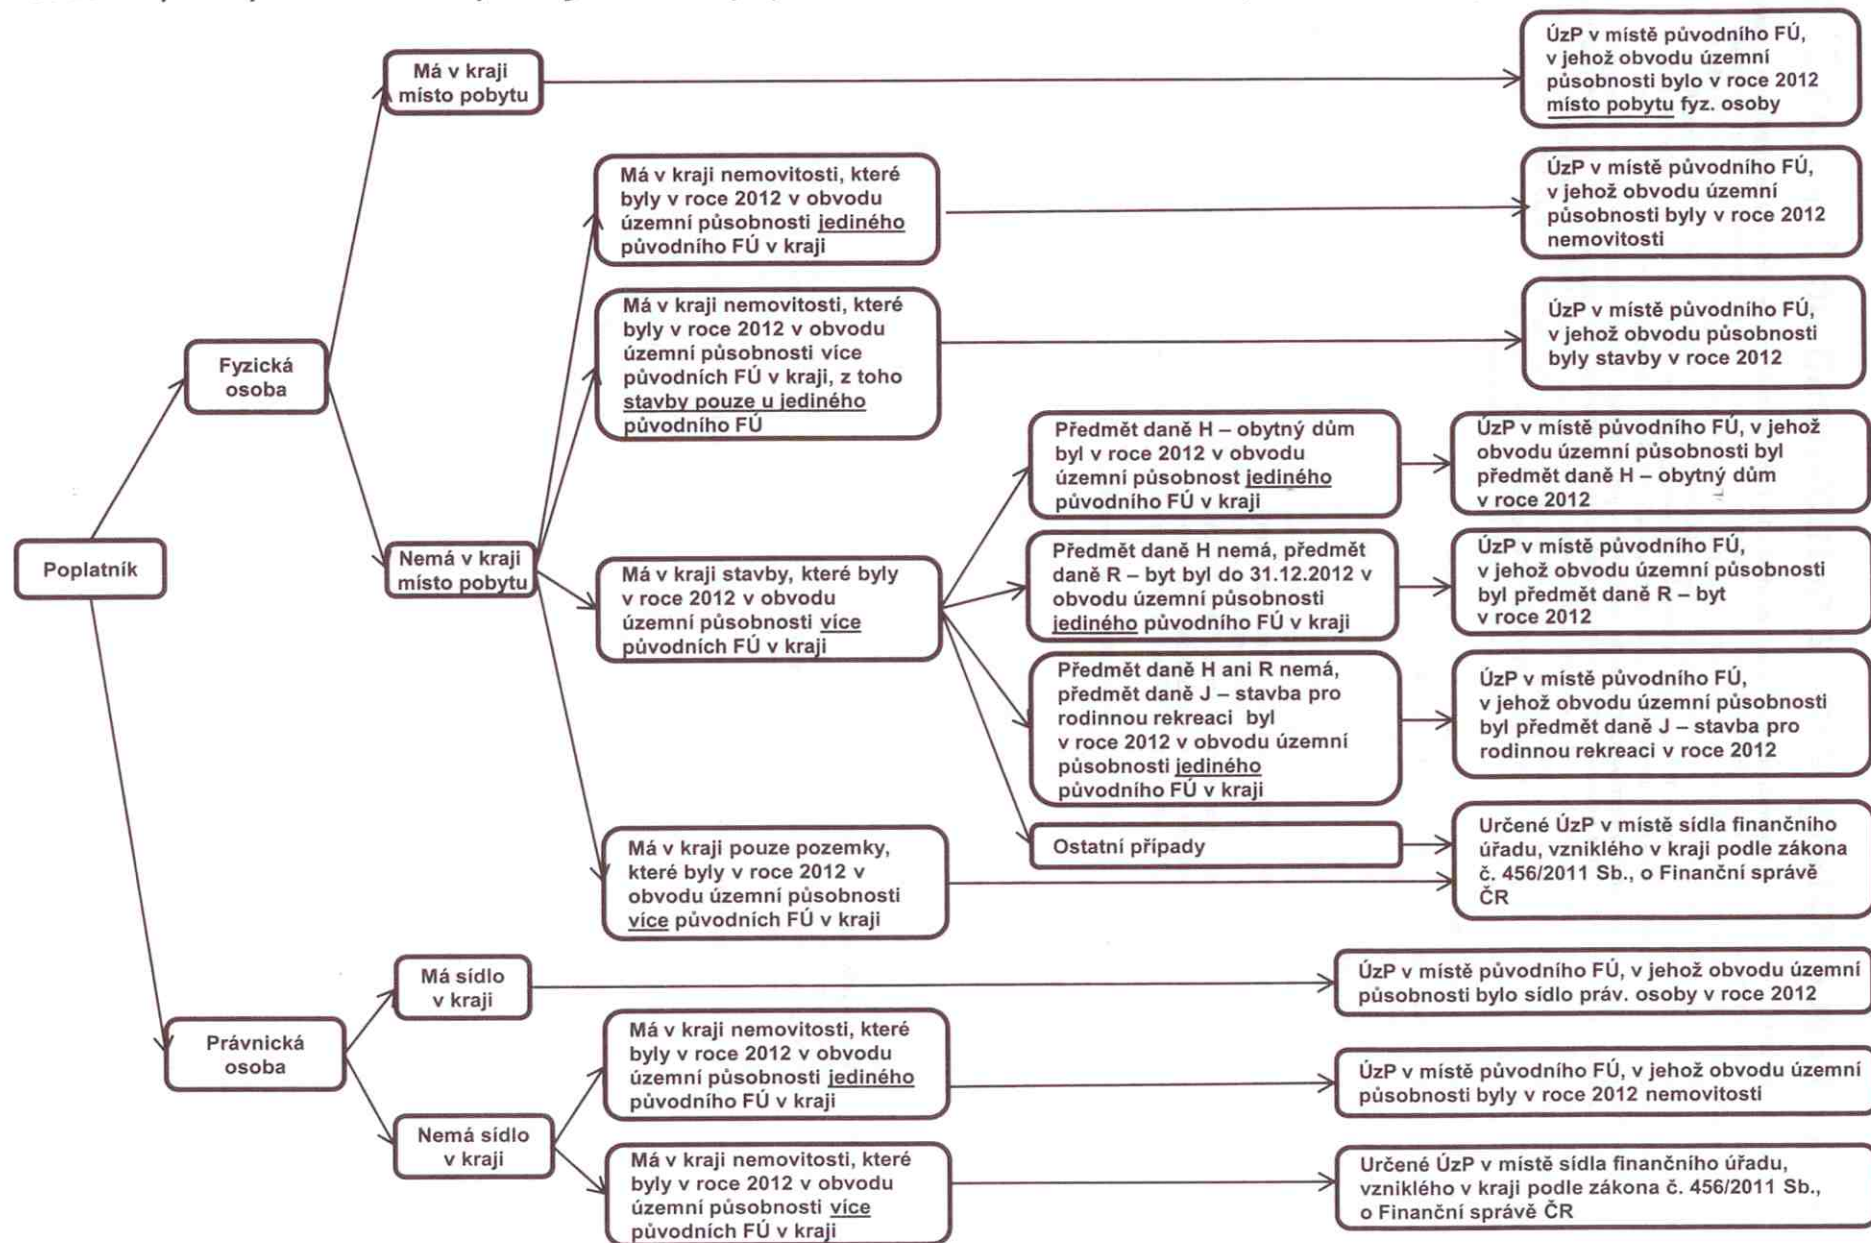 Má v kraji
místo pobytu
ÚzP v místě původního FÚ,
v jehož obvodu územní
působnosti bylo v roce 2012
místo pobytu fyz. osoby
Má v kraji nemovitosti, které
byly v roce 2012 v obvodu
územní působnosti jediného
původního FÚ v kraji
ÚzP v místě původního FÚ,
v jehož obvodu územní
působnosti byly v roce 2012
nemovitosti
Fyzická
osoba
Má v kraji nemovitosti, které
byly v roce 2012 v obvodu
územní působnosti více
původních FÚ v kraji, z toho
stavby pouze u jediného
původního FÚ
ÚzP v místě původního FÚ,
v jehož obvodu působnosti
byly stavby v roce 2012
Předmět daně H – obytný dům
byl v roce 2012 v obvodu
územní působnost jediného
původního FÚ v kraji
ÚzP v místě původního FÚ, v jehož
obvodu územní působnosti byl
předmět daně H – obytný dům
v roce 2012
Poplatník
Nemá v kraji
místo pobytu
Má v kraji stavby, které byly
v roce 2012 v obvodu
územní působnosti více
původních FÚ v kraji
Předmět daně H nemá, předmět
daně R – byt byl do 31.12.2012 v
obvodu územní působnosti
jediného původního FÚ v kraji
ÚzP v místě původního FÚ,
v jehož obvodu územní působnosti
byl předmět daně R – byt
v roce 2012
Předmět daně H ani R nemá,
předmět daně J – stavba pro
rodinnou rekreaci byl
v roce 2012 v obvodu územní
působnosti jediného
původního FÚ v kraji
ÚzP v místě původního FÚ,
v jehož obvodu územní působnosti
byl předmět daně J – stavba pro
rodinnou rekreaci v roce 2012
Ostatní případy
Určené ÚzP v místě sídla finančního
úřadu, vzniklého v kraji podle zákona
č. 456/2011 Sb., o Finanční správě
ČR
Má v kraji pouze pozemky,
které byly v roce 2012 v
obvodu územní působnosti
více původních FÚ v kraji
Právnická
osoba
Má sídlo
v kraji
ÚzP v místě původního FÚ, v jehož obvodu územní
působnosti bylo sídlo práv. osoby v roce 2012
Nemá sídlo
v kraji
Má v kraji nemovitosti, které
byly v roce 2012 v obvodu
územní působnosti jediného
původního FÚ v kraji
ÚzP v místě původního FÚ, v jehož obvodu územní
působnosti byly v roce 2012 nemovitosti
Má v kraji nemovitosti, které
byly v roce 2012 v obvodu
územní působnosti více
původních FÚ v kraji
Určené ÚzP v místě sídla finančního úřadu,
vzniklého v kraji podle zákona č. 456/2011 Sb.,
o Finanční správě ČR